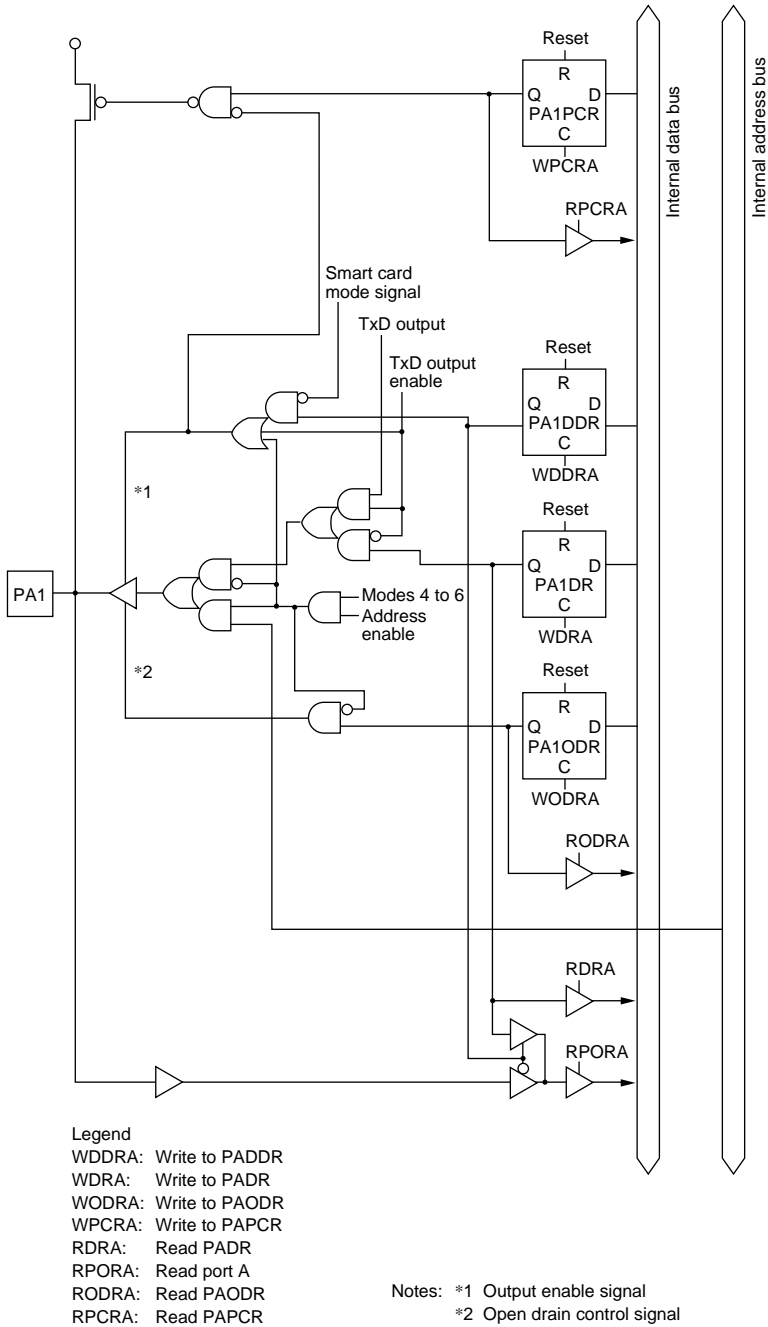 Reset
R
Q D
PA1PCR
C
WPCRA
RPCRA
Internal data bus
Internal address bus
Smart card
mode signal
TxD output
TxD output
enable
Reset
R
Q D
PA1DDR
C
WDDRA
*1
Reset
R
Q D
PA1DR
C
WDRA
PA1
Modes 4 to 6
Address
enable
*2
Reset
R
Q D
PA1ODR
C
WODRA
RODRA
RDRA
RPORA
Legend
WDDRA: Write to PADDR
WDRA: Write to PADR
WODRA: Write to PAODR
WPCRA: Write to PAPCR
RDRA: Read PADR
RPORA: Read port A
RODRA: Read PAODR
RPCRA: Read PAPCR
Notes: *1 Output enable signal
*2 Open drain control signal